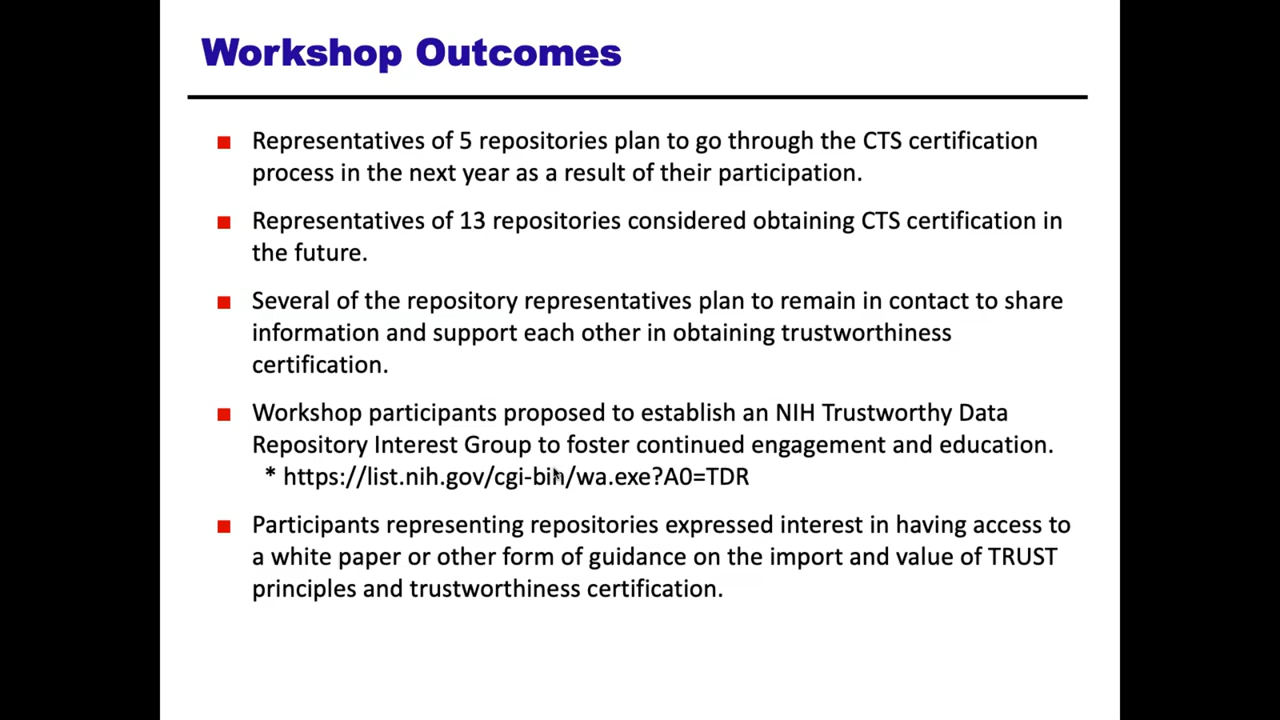 Workshop Outcomes
Representatives of 5 repositories plan to go through the CTS certification
process in the next year as a result of their participation.
Representatives of 13 repositories considered obtaining CTS certification in
the future.
Several of the repository representatives plan to remain in contact to share
information and support each other in obtaining trustworthiness
certification.
Workshop participants proposed to establish an NIH Trustworthy Data
Repository Interest Group to foster continued engagement and education.
* https://list.nih.gov/cgi-bin/wa.exe?A0=TDR
Participants representing repositories expressed interest in having access to
a white paper or other form of guidance on the import and value of TRUST
principles and trustworthiness certification.